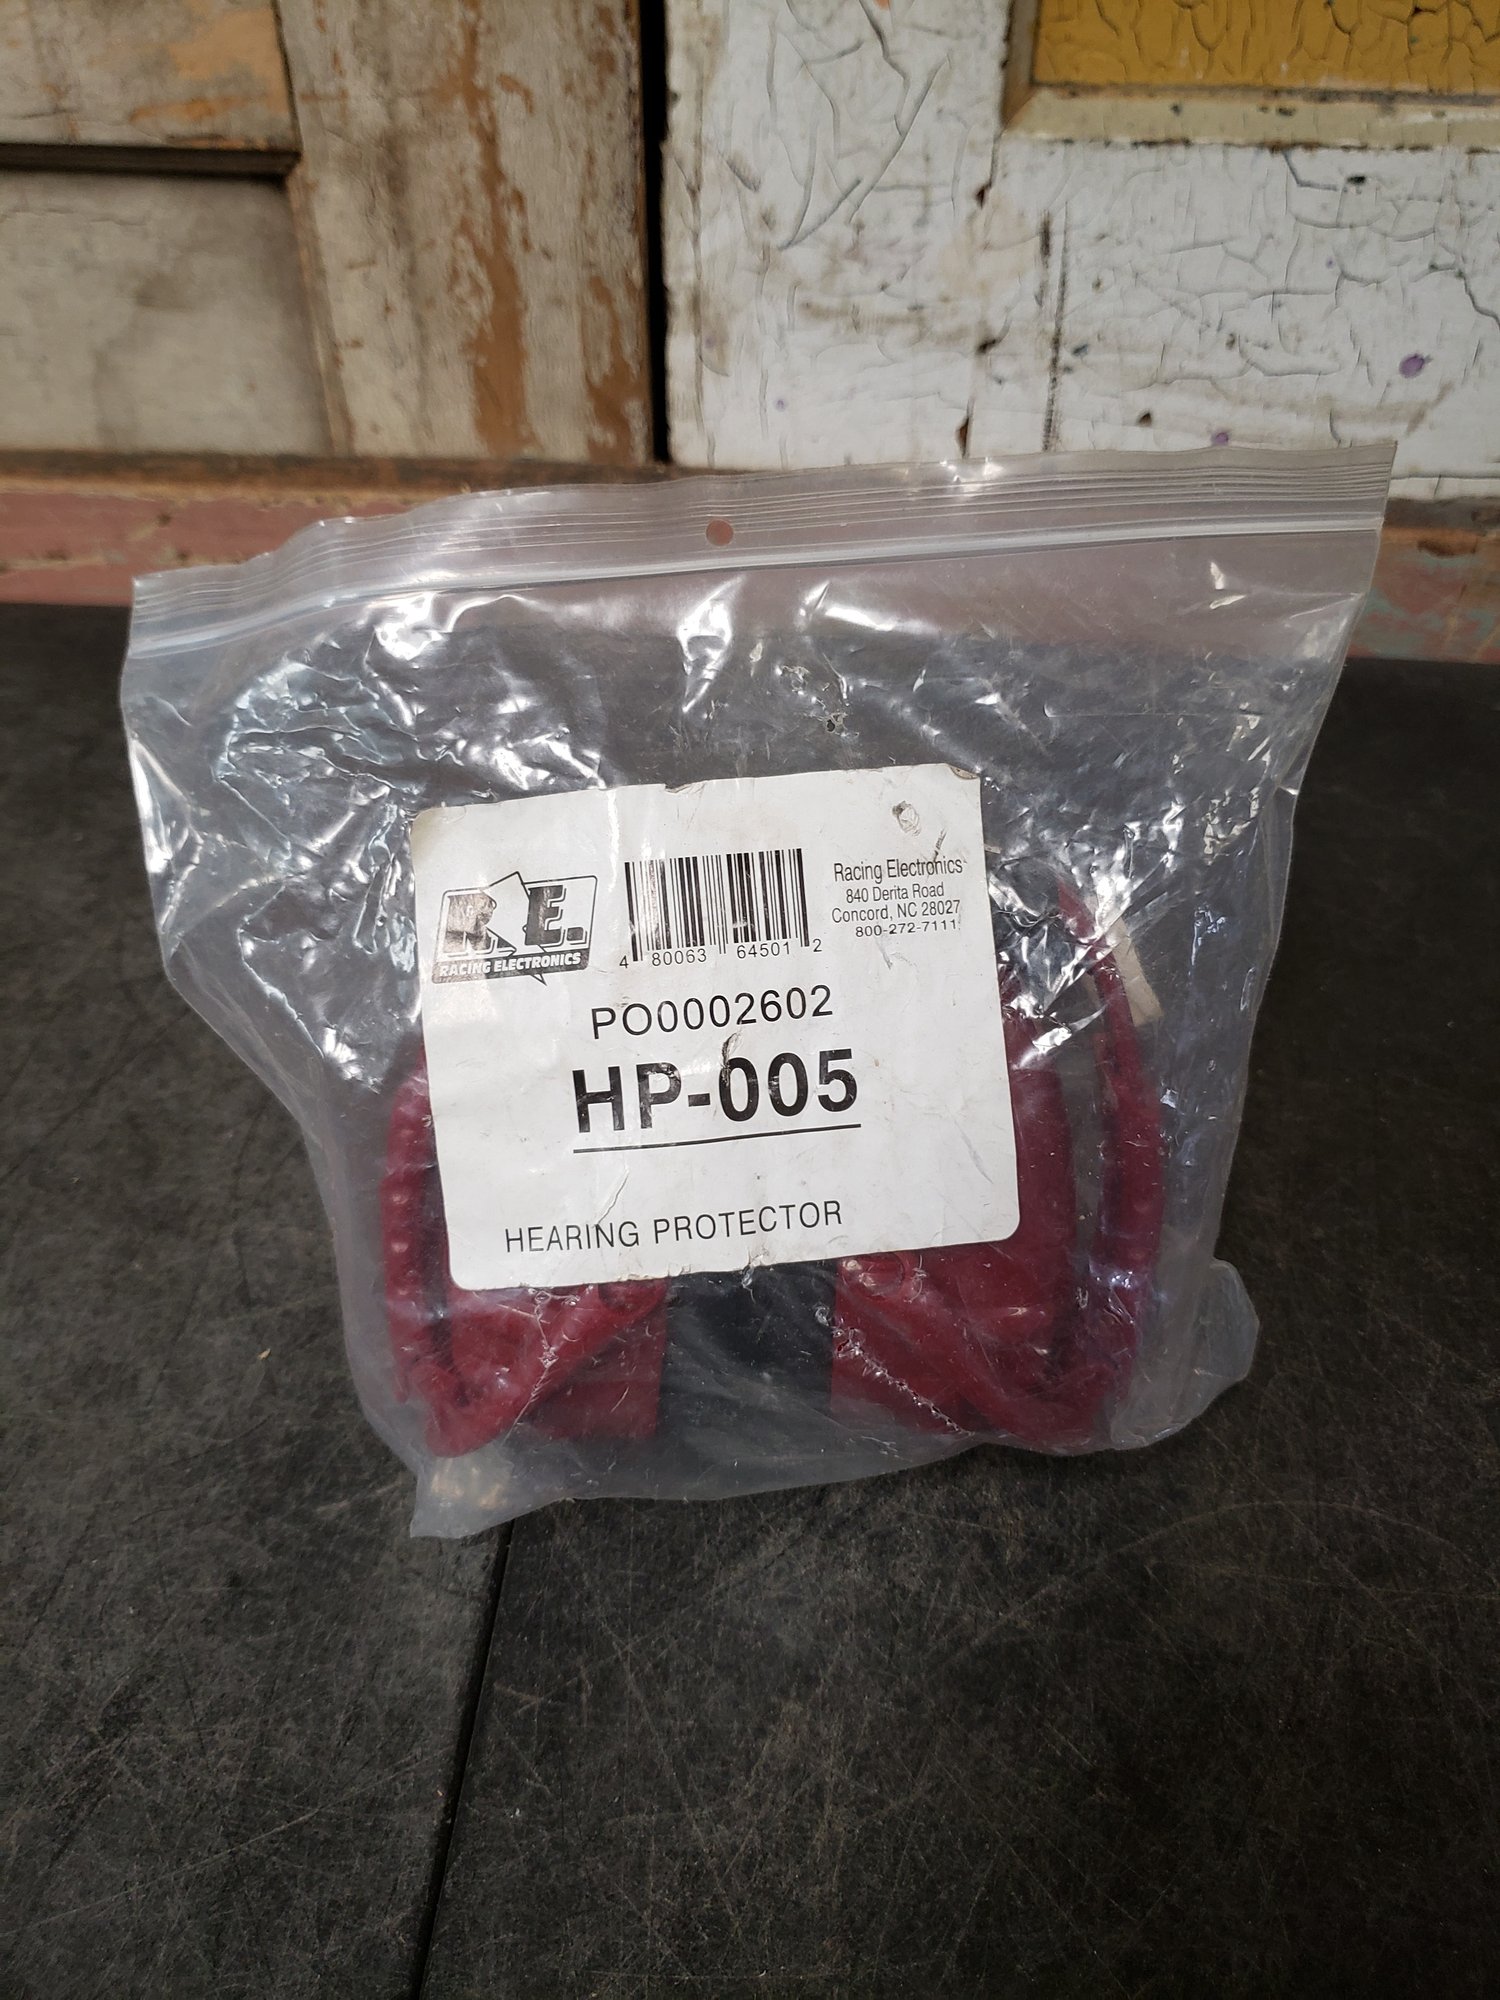 R.E.
RACING ELECTRONICS
4 80063 64501 2
Racing Electronics
840 Derita Road
Concord, NC 28027
800-272-7111
PO0002602
HP-005
HEARING PROTECTOR